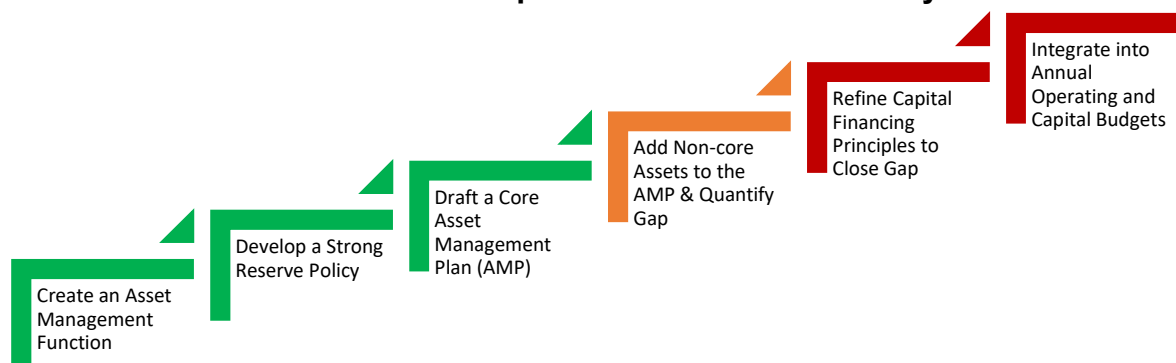 Create an Asset
Management
Function
Develop a Strong
Reserve Policy
Draft a Core
Asset
Management
Plan (AMP)
Add Non-core
Assets to the
AMP & Quantify
Gap
Refine Capital
Financing
Principles to
Close Gap
Integrate into
Annual
Operating and
Capital Budgets